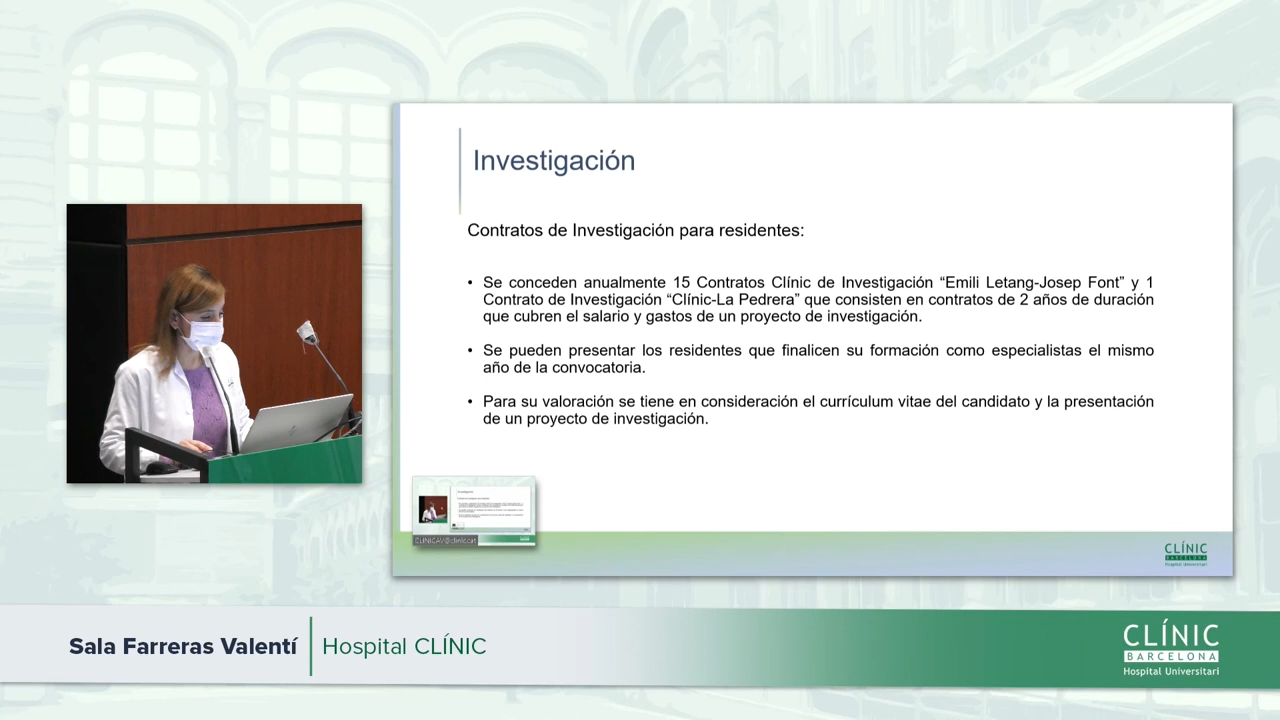 Investigación
Contratos de Investigación para residentes:
• Se conceden anualmente 15 Contratos Clínic de Investigación “Emili Letang-Josep Font” y 1
Contrato de Investigación “Clínic-La Pedrera” que consisten en contratos de 2 años de duración
que cubren el salario y gastos de un proyecto de investigación.
• Se pueden presentar los residentes que finalicen su formación como especialistas el mismo
año de la convocatoria.
• Para su valoración se tiene en consideración el currículum vitae del candidato y la presentación
de un proyecto de investigación.
CLINICAV@clinic.cat
CLÍNIC
BARCELONA
Hospital Universitari
Sala Farreras Valentí
Hospital CLÍNIC
CLÍNIC
BARCELONA
Hospital Universitari